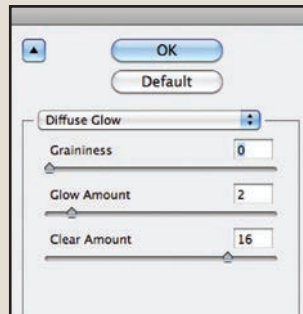 OK
Default
Diffuse Glow
Graininess 0
Glow Amount 2
Clear Amount 16